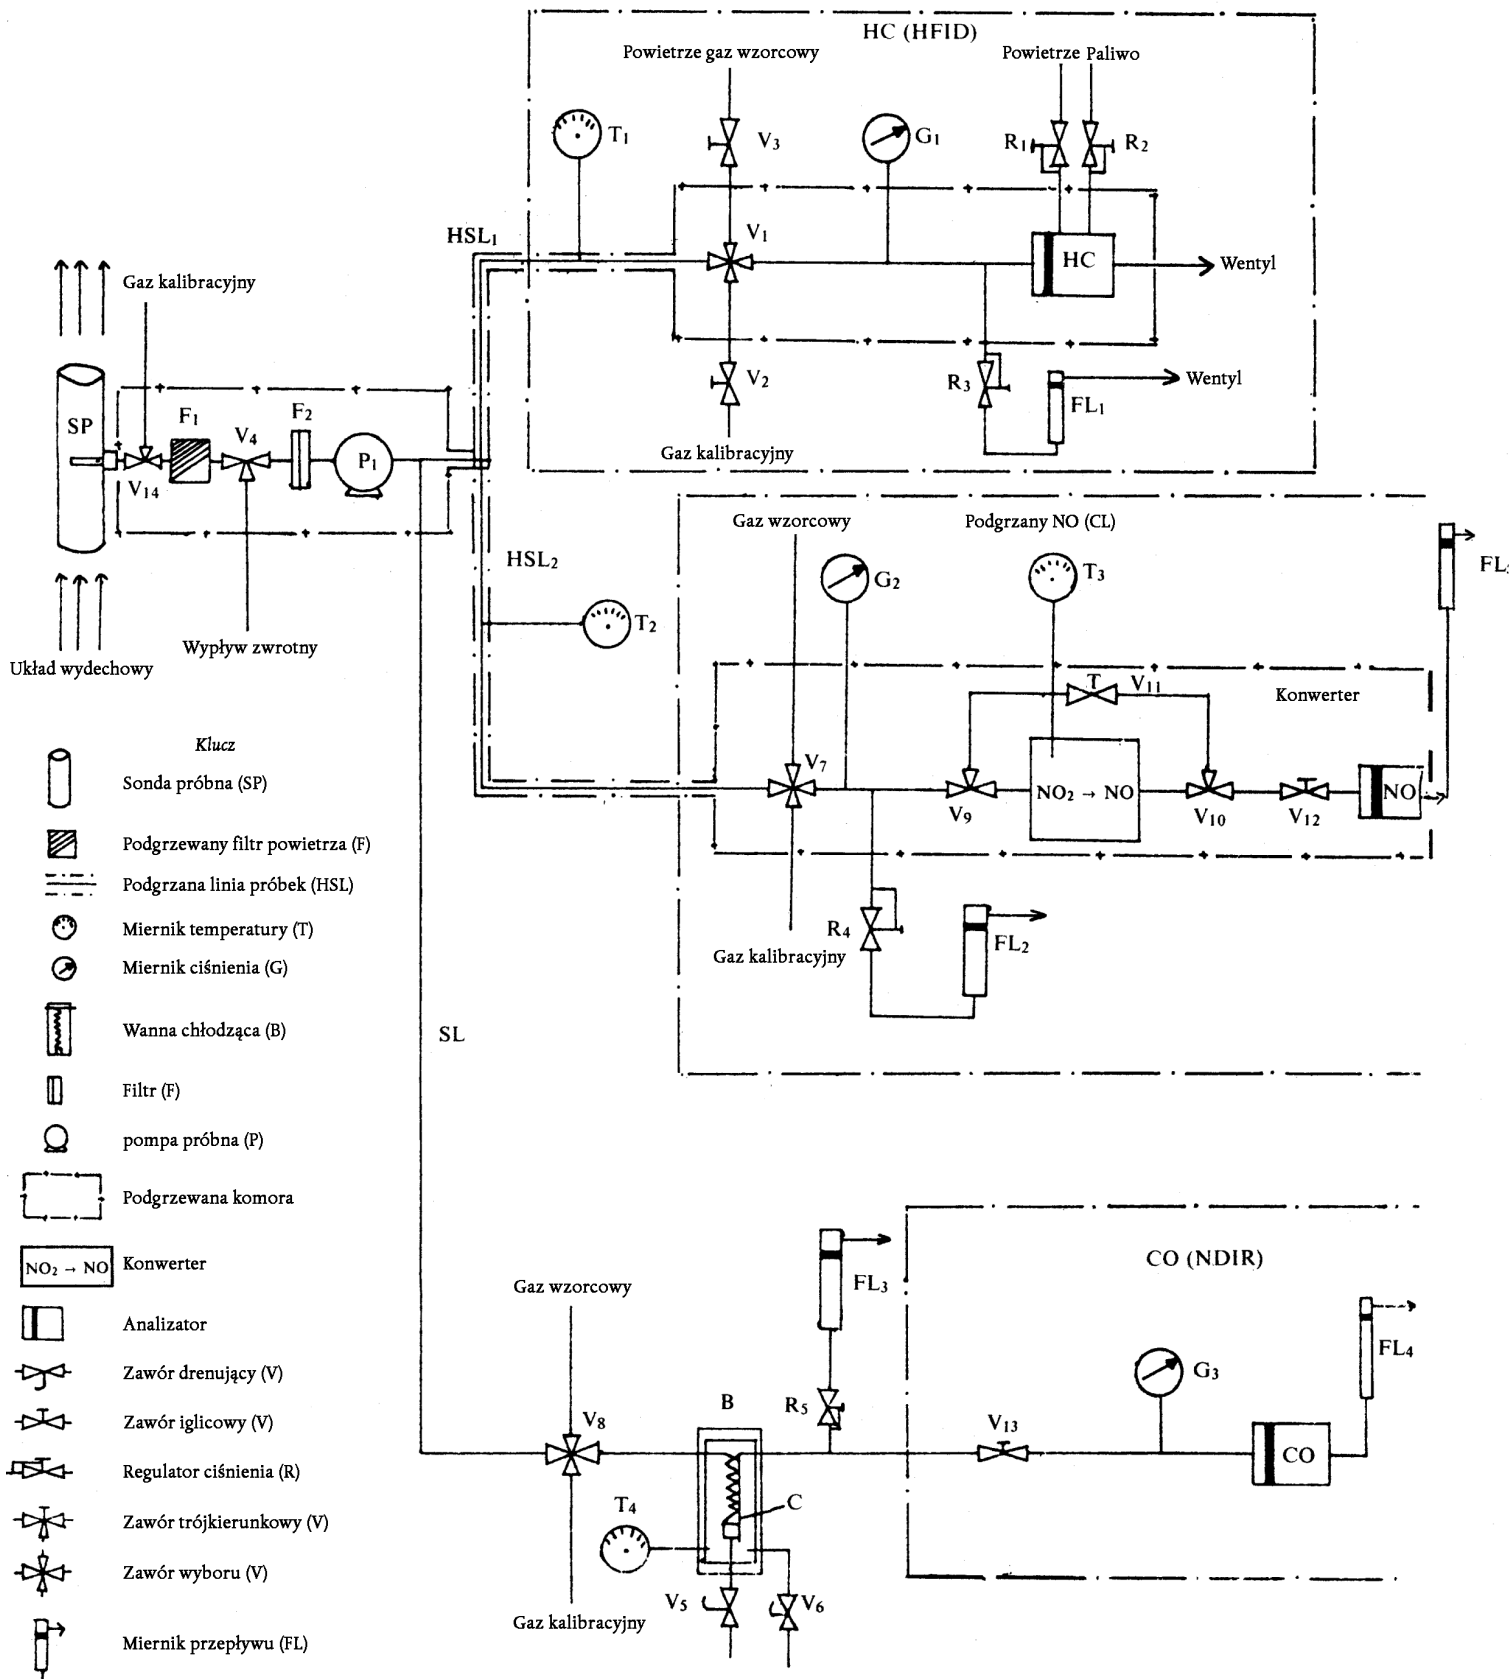 HC (HFID)
Powietrze gaz wzorcowy
Powietrze Paliwo
T1
V3
G1
R1
R2
HSL1
V1
HC
Wentyl
Gaz kalibracyjny
V2
R3
FL1
Wentyl
Gaz kalibracyjny
SP
F1
V4
F2
P1
V14
Układ wydechowy
Wypływ zwrotny
HSL2
T2
Gaz wzorcowy
Podgrzany NO (CL)
G2
T3
T
V11
Konwerter
V7
V9
NO2 → NO
V10
V12
NO
R4
FL2
Gaz kalibracyjny
SL
Klucz
Sonda próbna (SP)
Podgrzewany filtr powietrza (F)
Podgrzana linia próbek (HSL)
Miernik temperatury (T)
Miernik ciśnienia (G)
Wanna chłodząca (B)
Filtr (F)
pompa próbna (P)
Podgrzewana komora
NO2 → NO
Konwerter
Analizator
Zawór drenujący (V)
Zawór iglicowy (V)
Regulator ciśnienia (R)
Zawór trójkierunkowy (V)
Zawór wyboru (V)
Miernik przepływu (FL)
Gaz wzorcowy
V8
B
R5
FL3
CO (NDIR)
V13
G3
FL4
CO
T4
C
V5
V6
Gaz kalibracyjny